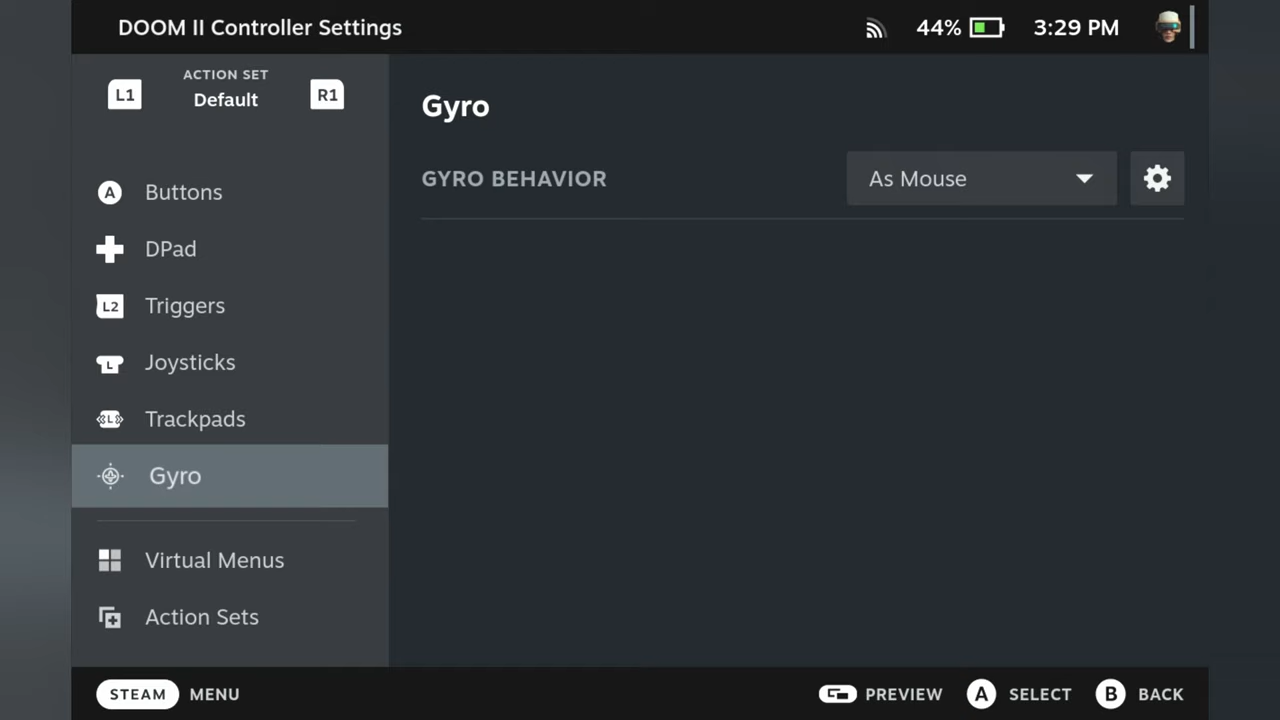 DOOM II Controller Settings
44%
3:29 PM
L1
ACTION SET
Default
R1
A Buttons
DPad
L2 Triggers
L Joysticks
L Trackpads
Gyro
Virtual Menus
Action Sets
Gyro
GYRO BEHAVIOR
As Mouse
STEAM MENU
PREVIEW
A SELECT
B BACK